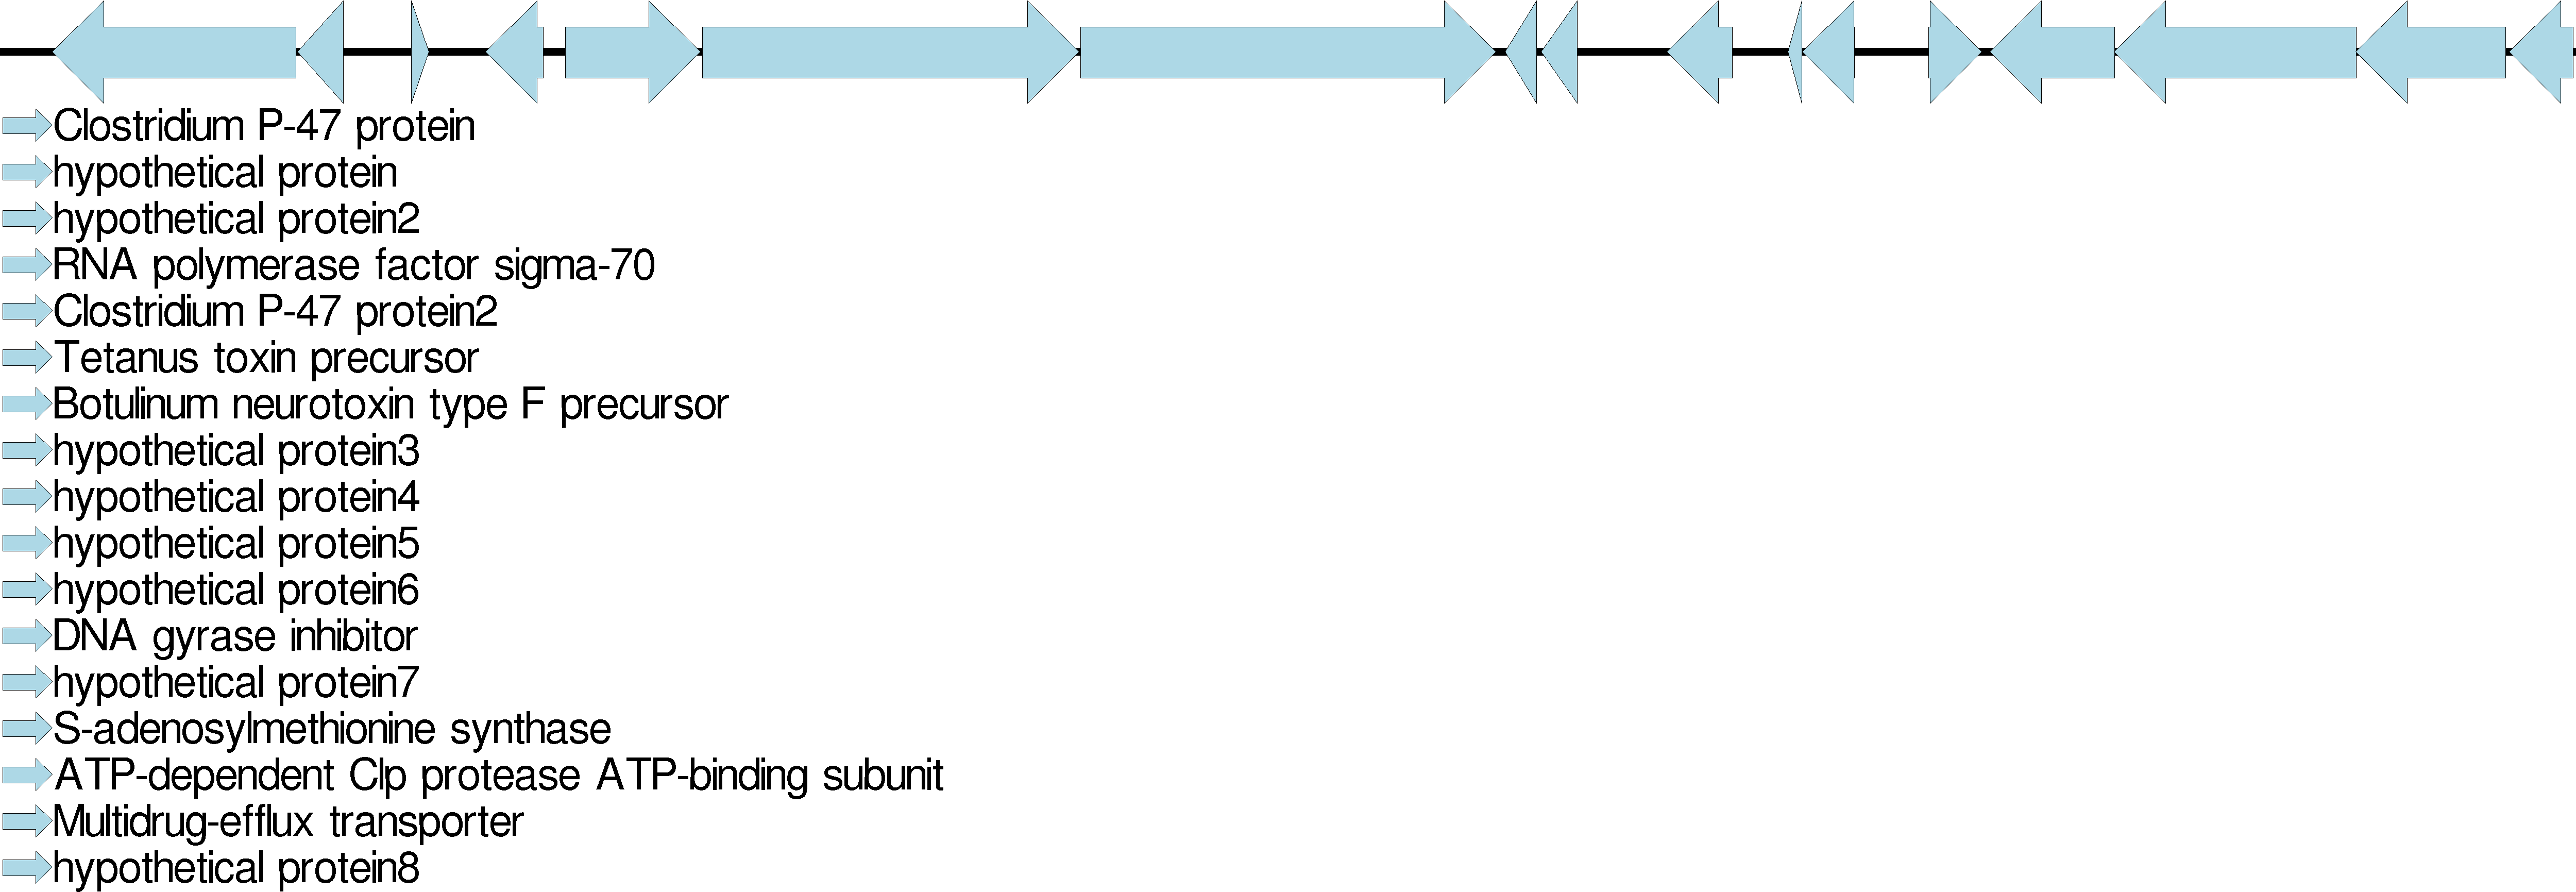 Clostridium P-47 protein
hypothetical protein
hypothetical protein2
RNA polymerase factor sigma-70
Clostridium P-47 protein2
Tetanus toxin precursor
Botulinum neurotoxin type F precursor
hypothetical protein3
hypothetical protein4
hypothetical protein5
hypothetical protein6
DNA gyrase inhibitor
hypothetical protein7
S-adenosylmethionine synthase
ATP-dependent Clp protease ATP-binding subunit
Multidrug-efflux transporter
hypothetical protein8